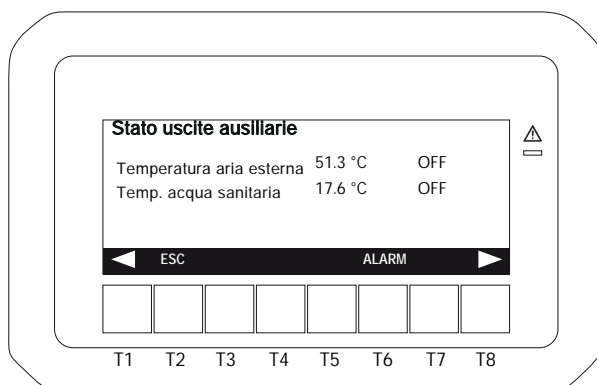 Stato uscite ausiliarie
Temperatura aria esterna 51.3 °C OFF
Temp. acqua sanitaria 17.6 °C OFF
ESC ALARM
T1 T2 T3 T4 T5 T6 T7 T8